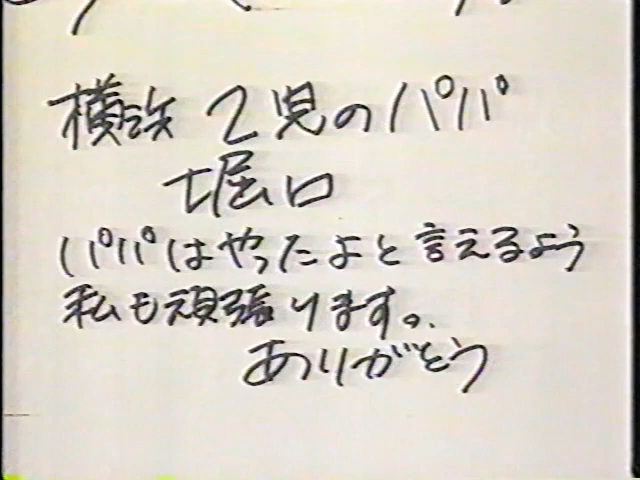 横浜 2児のパパ
堀口
パパはやったよと言えるよう
私も頑張ります。
ありがとう